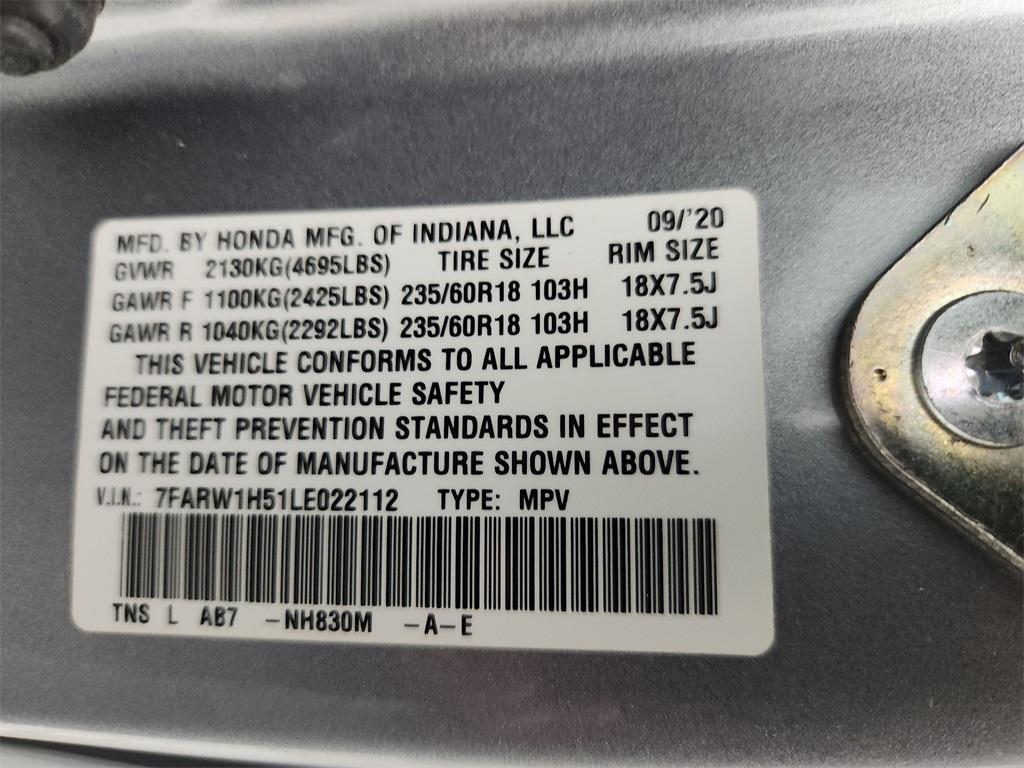 MFD. BY HONDA MFG. OF INDIANA, LLC 09/'20
GVWR 2130KG(4695LBS) TIRE SIZE RIM SIZE
GAWR F 1100KG(2425LBS) 235/60R18 103H 18X7.5J
GAWR R 1040KG(2292LBS) 235/60R18 103H 18X7.5J
THIS VEHICLE CONFORMS TO ALL APPLICABLE
FEDERAL MOTOR VEHICLE SAFETY
AND THEFT PREVENTION STANDARDS IN EFFECT
ON THE DATE OF MANUFACTURE SHOWN ABOVE.
V.I.N.: 7FARW1H51LE022112 TYPE: MPV
TNS L AB7 -NH830M -A-E